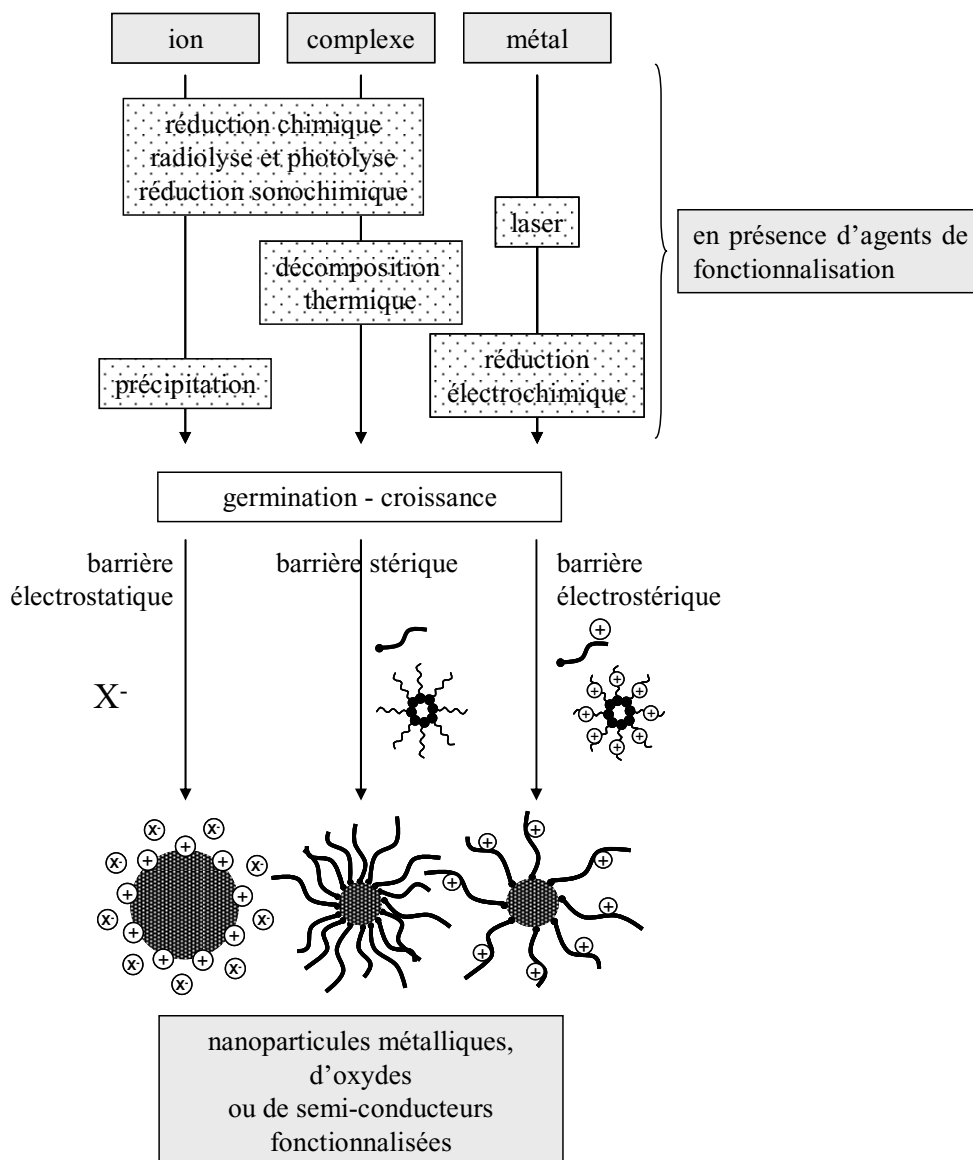 ion
complexe
métal
réduction chimique
radiolyse et photolyse
réduction sonochimique
laser
en présence d'agents de
fonctionnalisation
décomposition
thermique
précipitation
réduction
électrochimique
germination - croissance
barrière
électrostatique
barrière stérique
barrière
électrostérique
+
X-
+ + + + + + + +
X- X- X- X- X- X- X- X- X- X- X-
+ + + + + + +
+ + + + + + + +
nanoparticules métalliques,
d'oxydes
ou de semi-conducteurs
fonctionnalisées